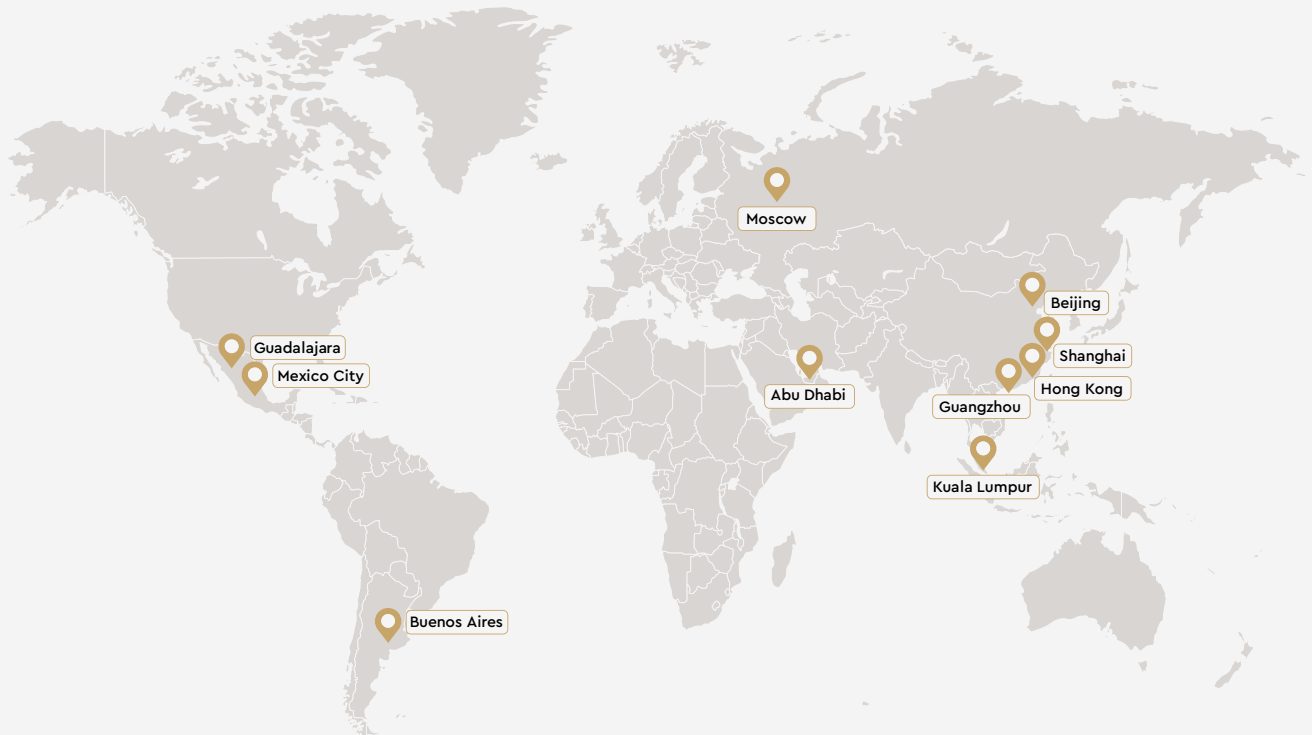 Moscow
Beijing
Guadalajara
Shanghai
Mexico City
Hong Kong
Abu Dhabi
Guangzhou
Kuala Lumpur
Buenos Aires